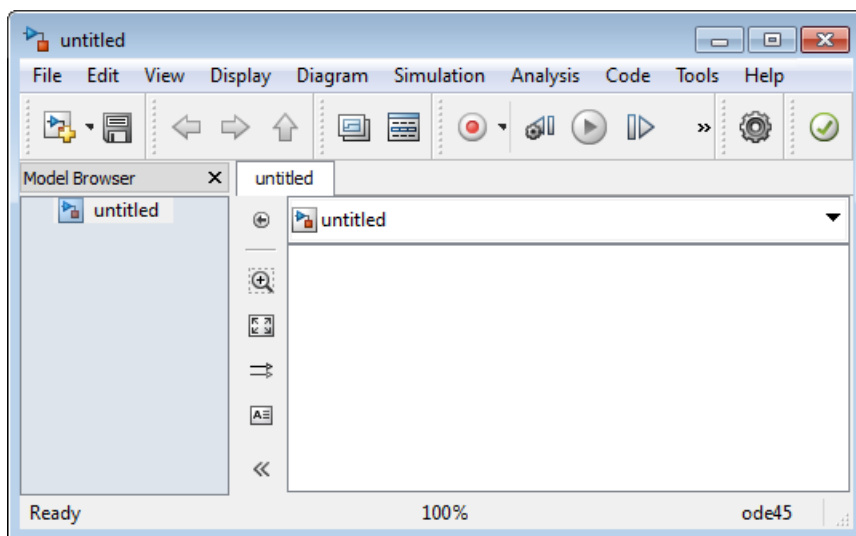 untitled
File Edit View Display Diagram Simulation Analysis Code Tools Help
»
Model Browser
untitled
untitled
untitled
A
Ready 100% ode45